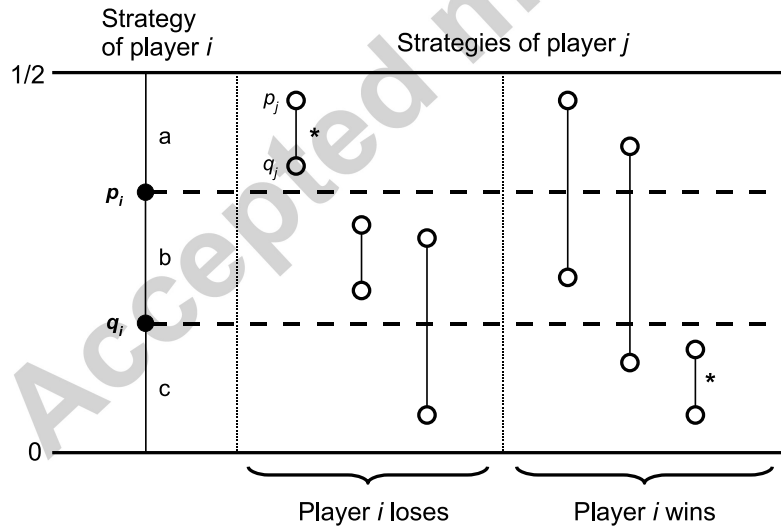 Strategy
of player i
Strategies of player j
1/2
a
p_j
*
q_j
p_i
b
q_i
c
*
0
Player i loses
Player i wins
Accepted m